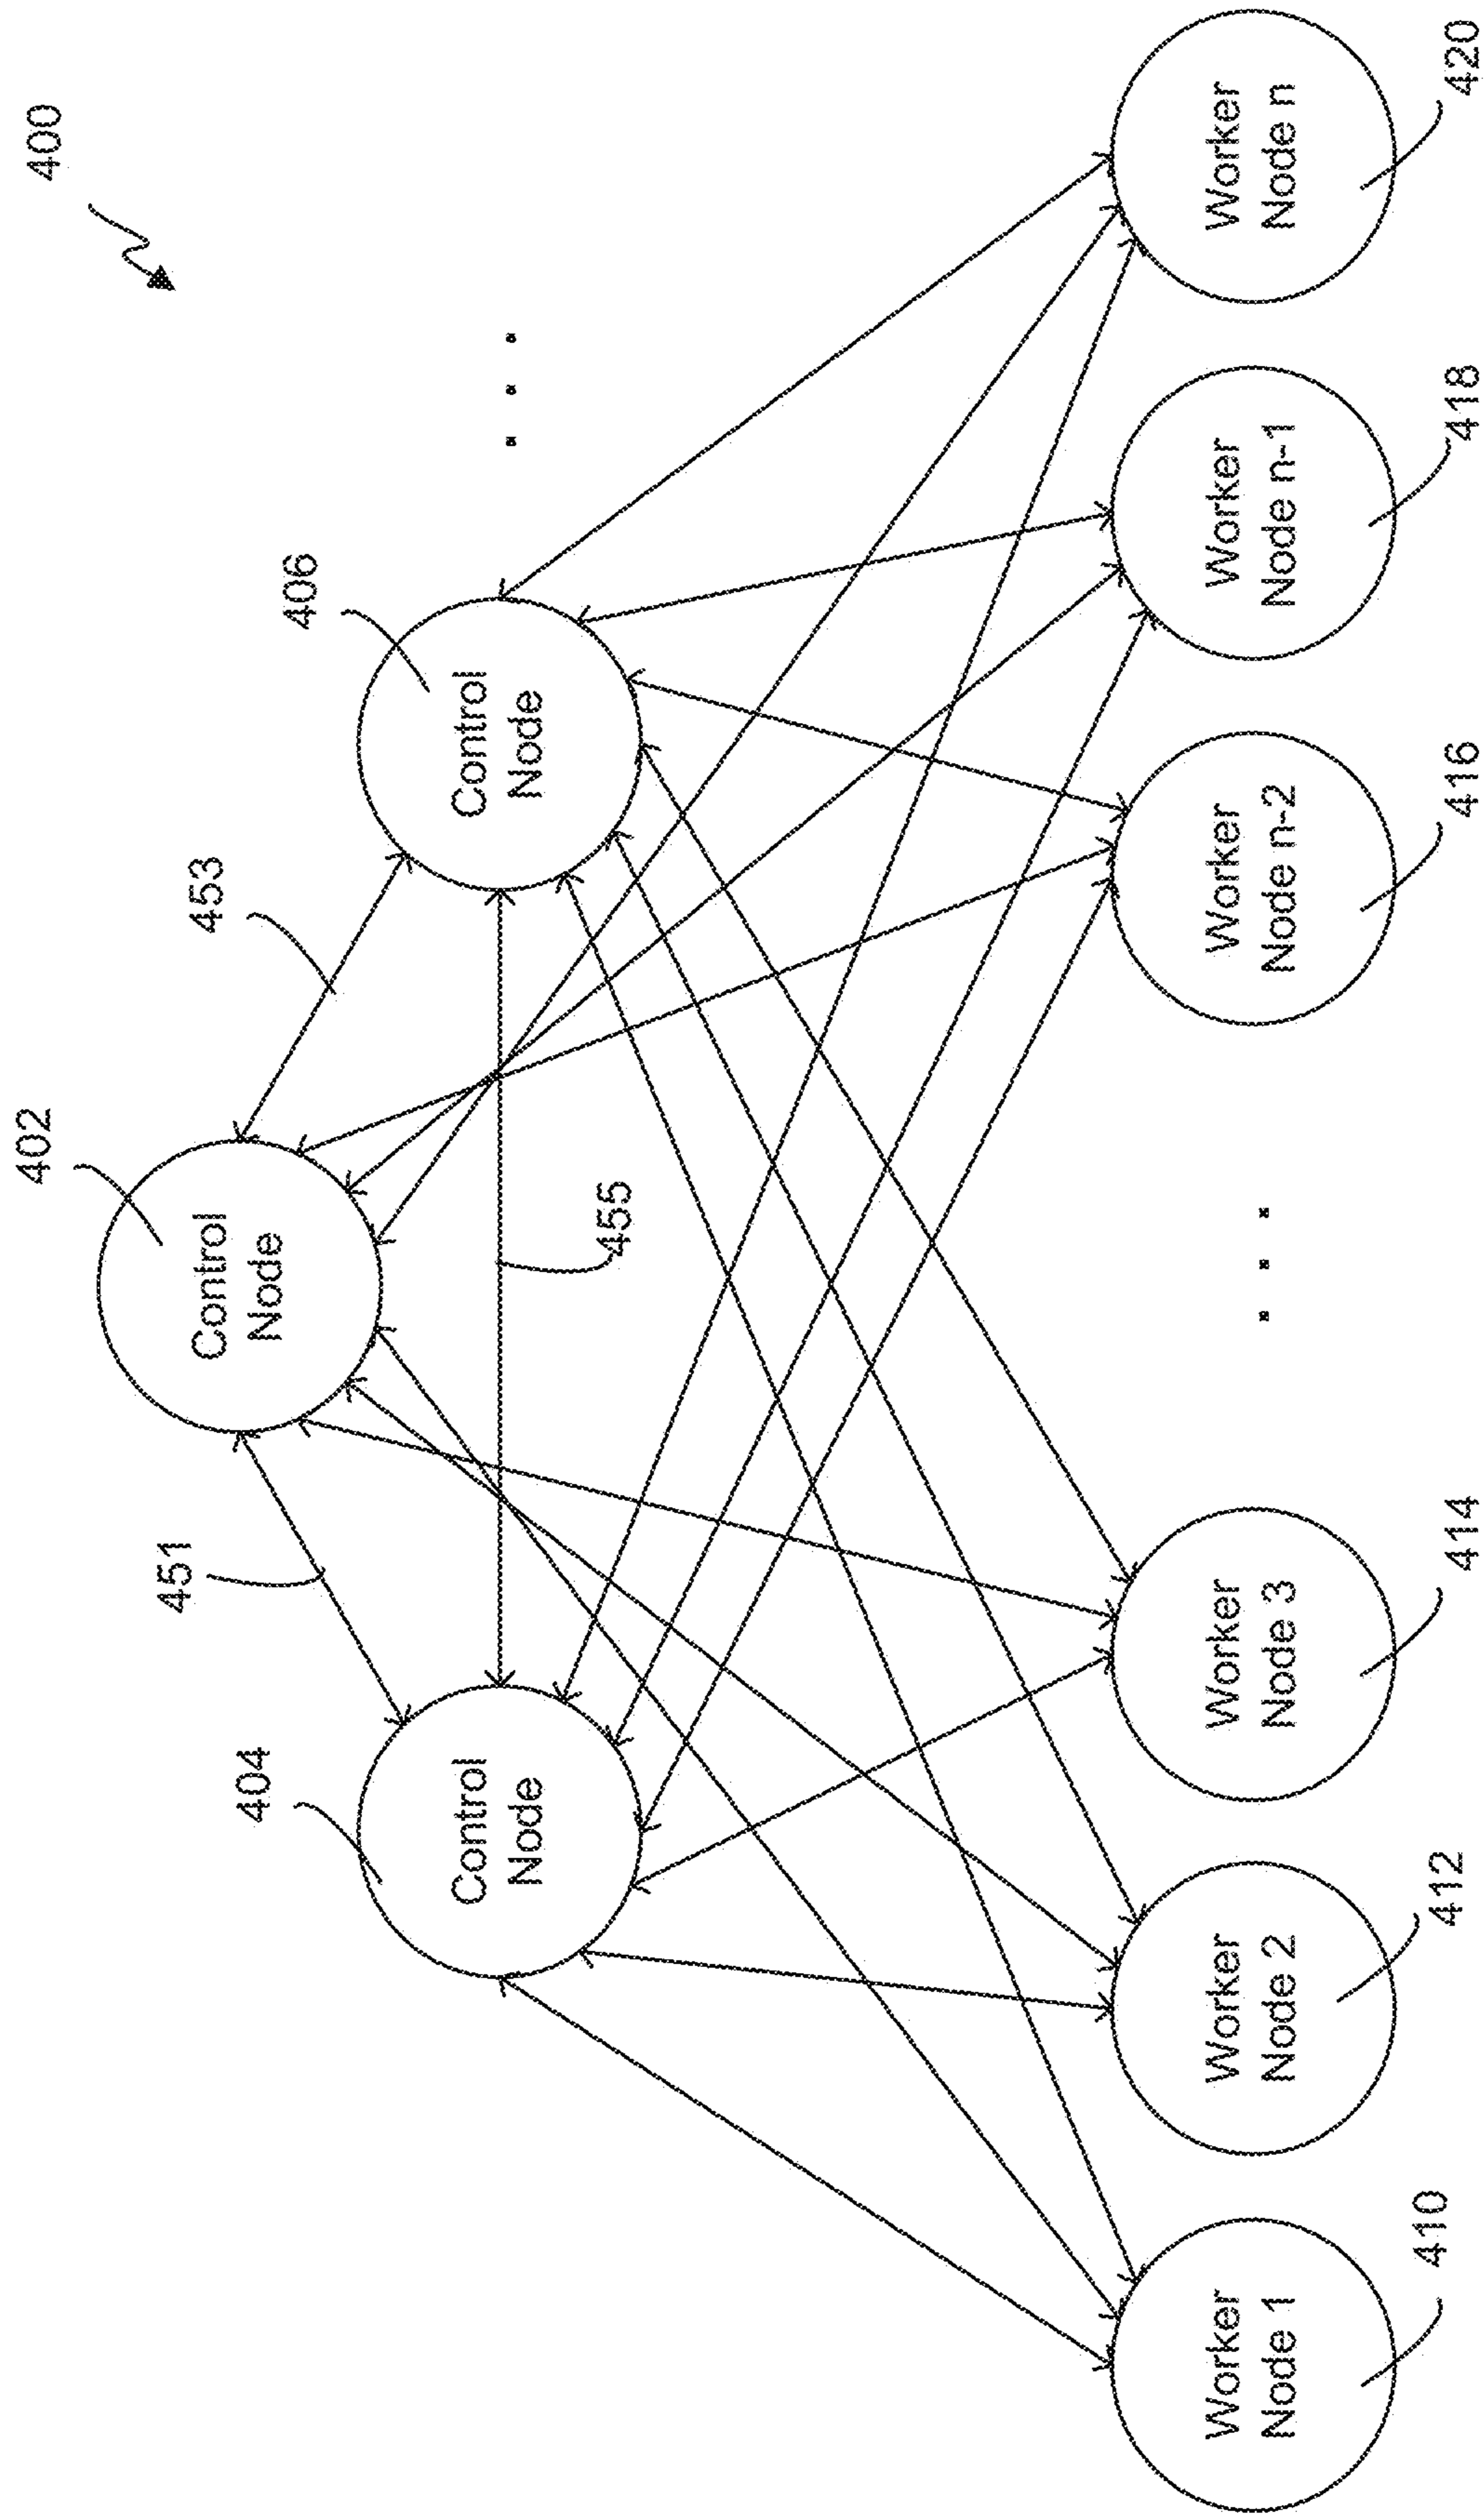 400
402
Control
Node
451
453
404
Control
Node
406
Control
Node
455
. . .
Worker
Node 1
Worker
Node 2
Worker
Node 3
. . .
Worker
Node n-2
Worker
Node n-1
Worker
Node n
410
412
414
416
418
420